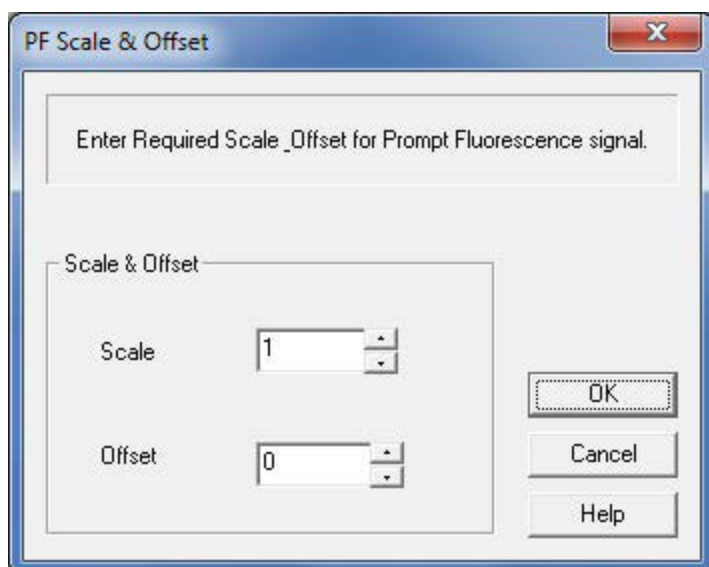 PF Scale & Offset
Enter Required Scale _Offset for Prompt Fluorescence signal.
Scale & Offset
Scale 1
Offset 0
OK
Cancel
Help